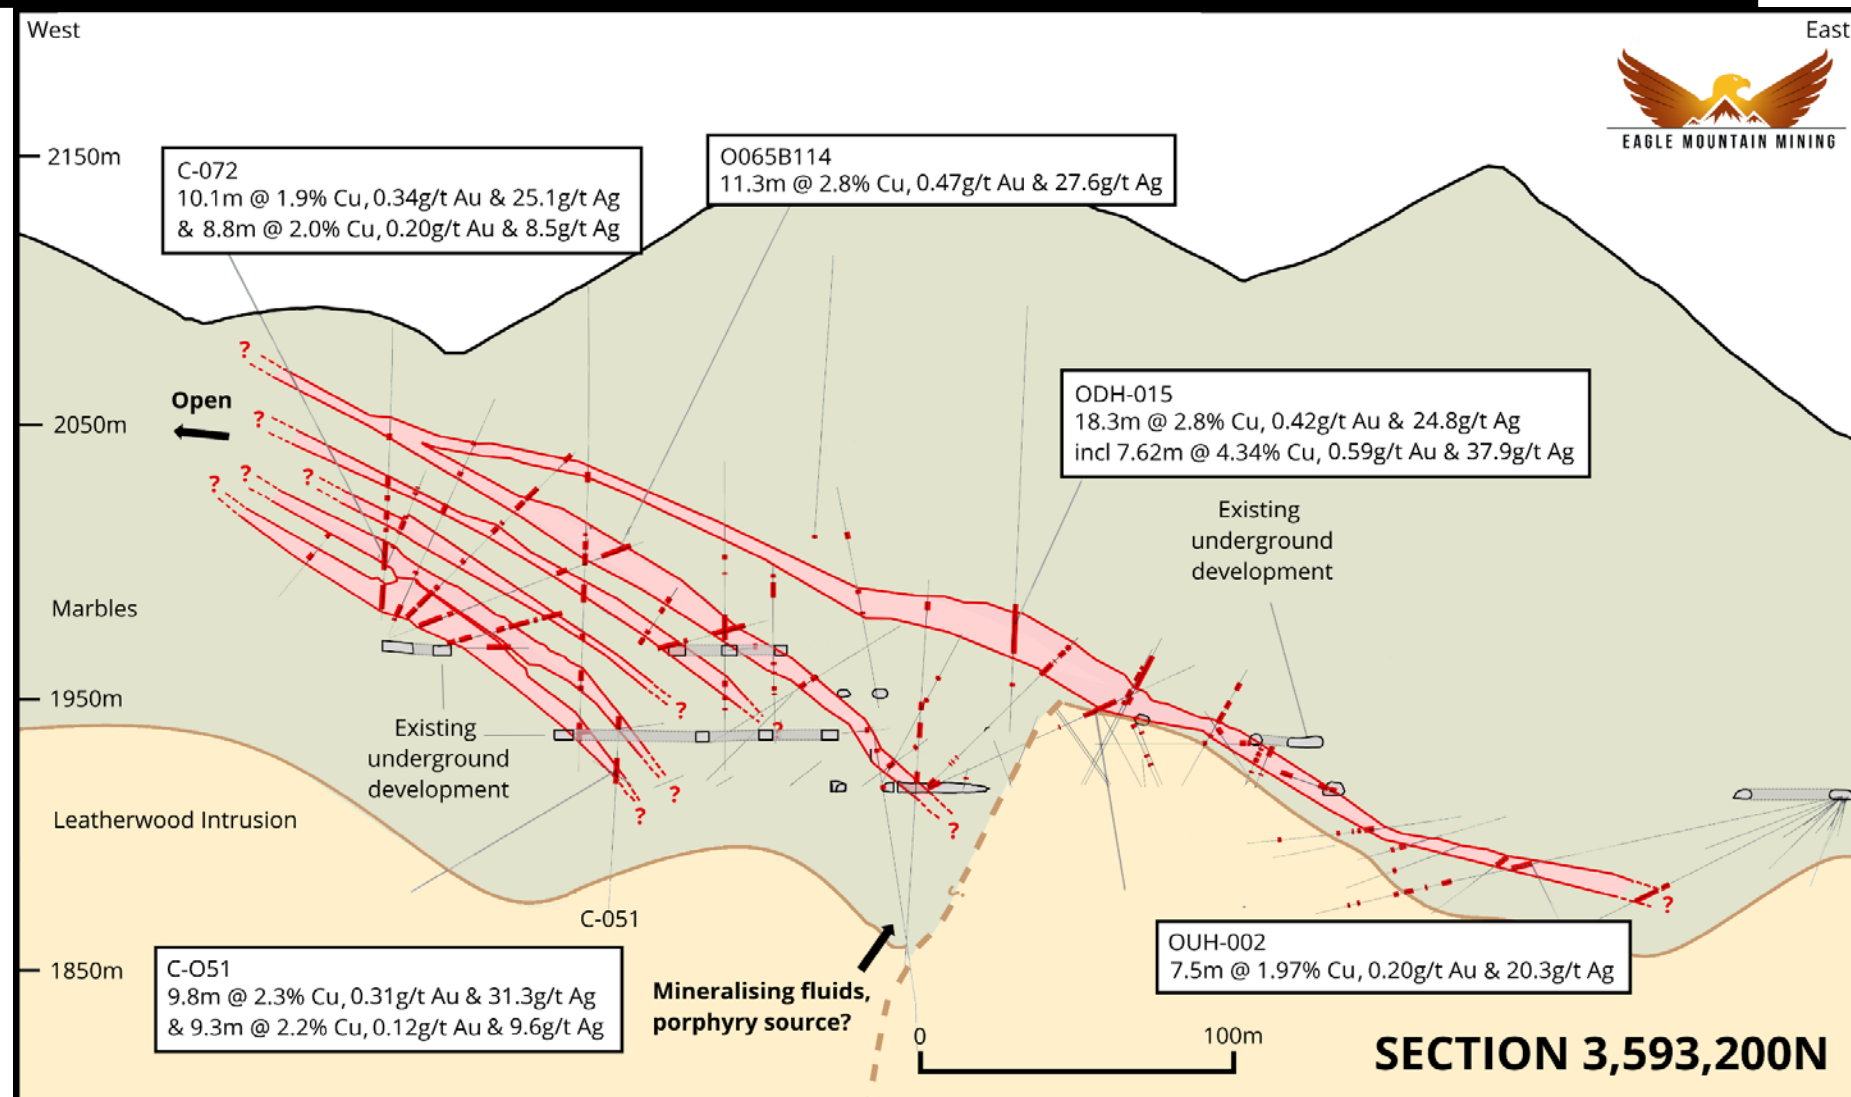 West
East
EAGLE MOUNTAIN MINING
2150m
C-072
10.1m @ 1.9% Cu, 0.34g/t Au & 25.1g/t Ag
& 8.8m @ 2.0% Cu, 0.20g/t Au & 8.5g/t Ag
O065B114
11.3m @ 2.8% Cu, 0.47g/t Au & 27.6g/t Ag
?
Open
2050m
?
?
?
?
ODH-015
18.3m @ 2.8% Cu, 0.42g/t Au & 24.8g/t Ag
incl 7.62m @ 4.34% Cu, 0.59g/t Au & 37.9g/t Ag
Existing
underground
development
Marbles
1950m
?
?
Existing
underground
development
?
?
?
Leatherwood Intrusion
?
?
C-051
OUH-002
7.5m @ 1.97% Cu, 0.20g/t Au & 20.3g/t Ag
1850m
C-O51
9.8m @ 2.3% Cu, 0.31g/t Au & 31.3g/t Ag
& 9.3m @ 2.2% Cu, 0.12g/t Au & 9.6g/t Ag
Mineralising fluids,
porphyry source?
0
100m
SECTION 3,593,200N